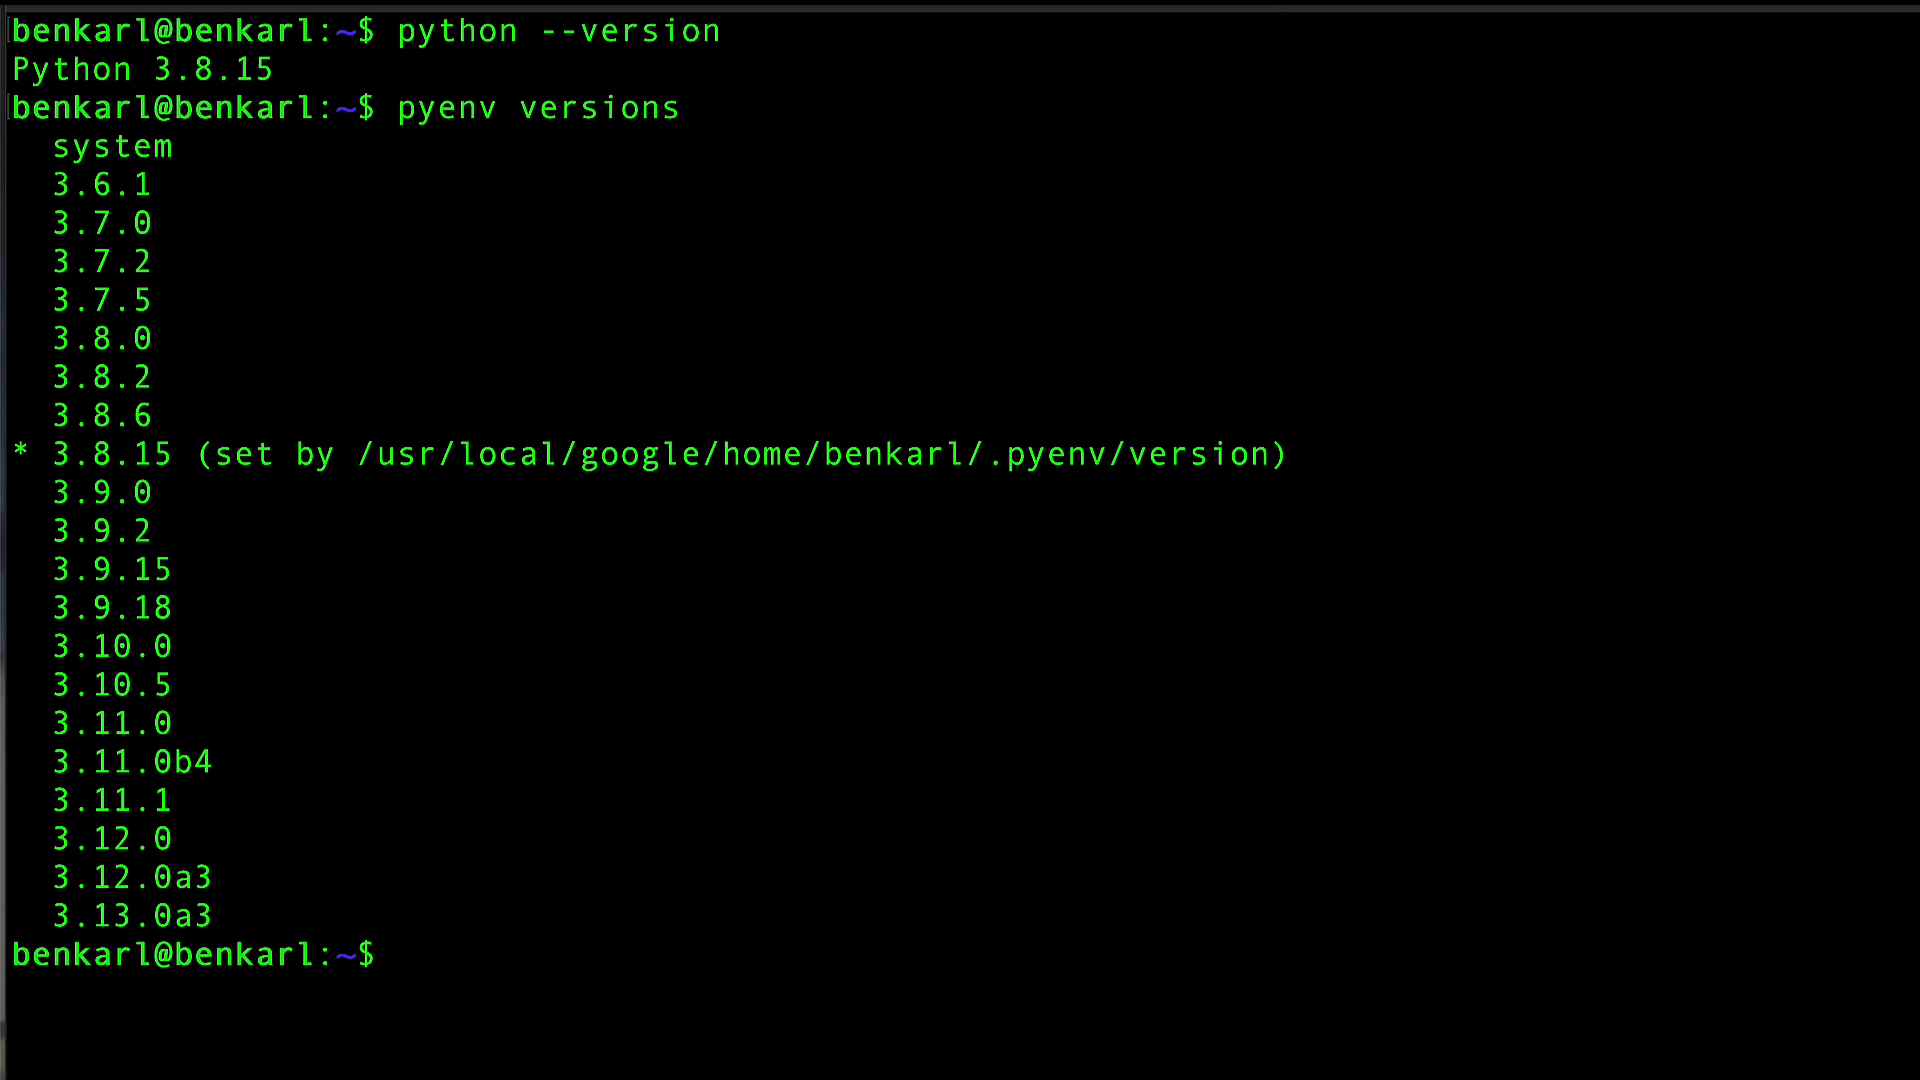 benkarl@benkarl:~$ python --version
Python 3.8.15
benkarl@benkarl:~$ pyenv versions
  system
  3.6.1
  3.7.0
  3.7.2
  3.7.5
  3.8.0
  3.8.2
  3.8.6
* 3.8.15 (set by /usr/local/google/home/benkarl/.pyenv/version)
  3.9.0
  3.9.2
  3.9.15
  3.9.18
  3.10.0
  3.10.5
  3.11.0
  3.11.0b4
  3.11.1
  3.12.0
  3.12.0a3
  3.13.0a3
benkarl@benkarl:~$